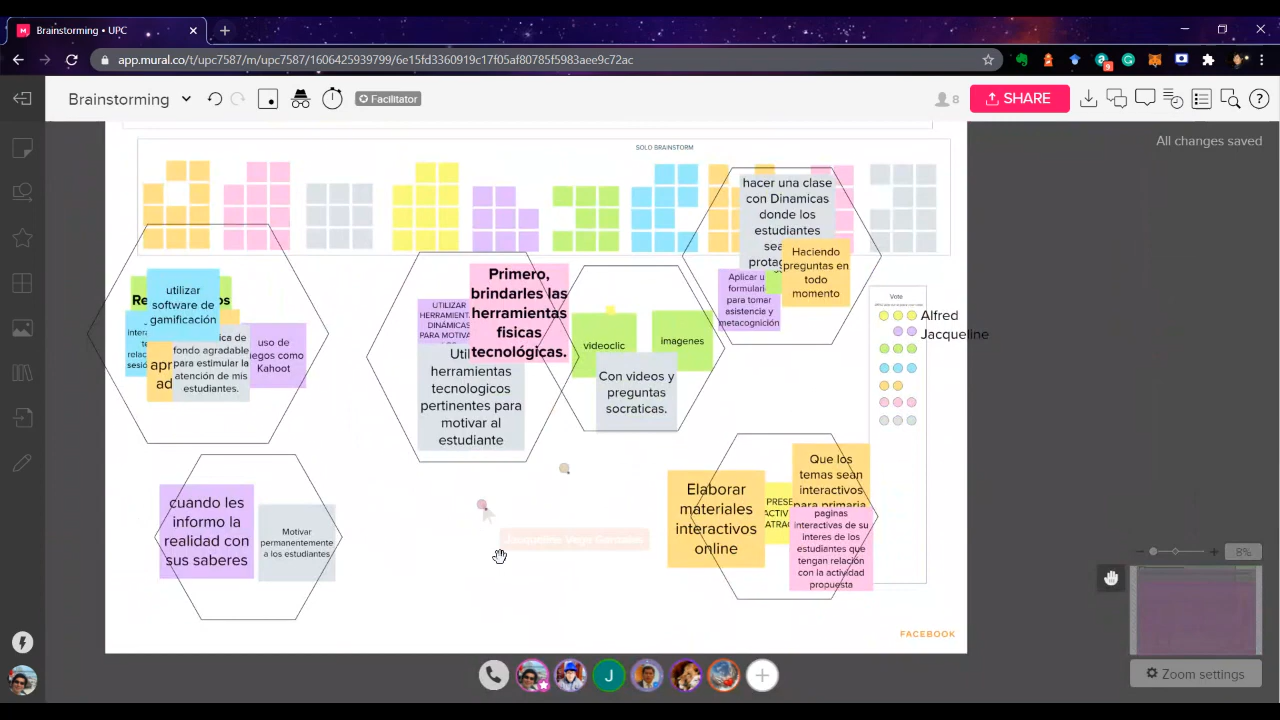 Brainstorming • UPC
app.mural.co/t/upc7587/m/upc7587/1606425939799/6e15fd3360919c17f05af80785f5983aee9c72ac
Brainstorming
Facilitator
8
SHARE
All changes saved
SOLO BRAINSTORM
utilizar
software de
gamificación
fondo agradable
para estimular la
atención de mis
estudiantes.
uso de
Kahoot
UTILIZAR
DINÁMICAS
PARA MOTIVA
Primero,
brindarles las
herramientas
fisicas
tecnológicas.
herramientas
tecnologicos
pertinentes para
motivar al
estudiante
videoclic
imagenes
Con videos y
preguntas
socraticas.
hacer una clase
con Dinamicas
donde los
estudiantes
Haciendo
preguntas en
todo
momento
Aplicar
para tomar
asistencia y
metacognición
Vote
Alfred
Jacqueline
cuando les
informo la
realidad con
sus saberes
Motivar
permanentemente
a los estudiantes
Elaborar
materiales
interactivos
online
Que los
temas sean
interactivos
para primaria
paginas
interactivas de su
interes de los
estudiantes que
tengan relación
con la actividad
propuesta
8%
FACEBOOK
J
Zoom settings